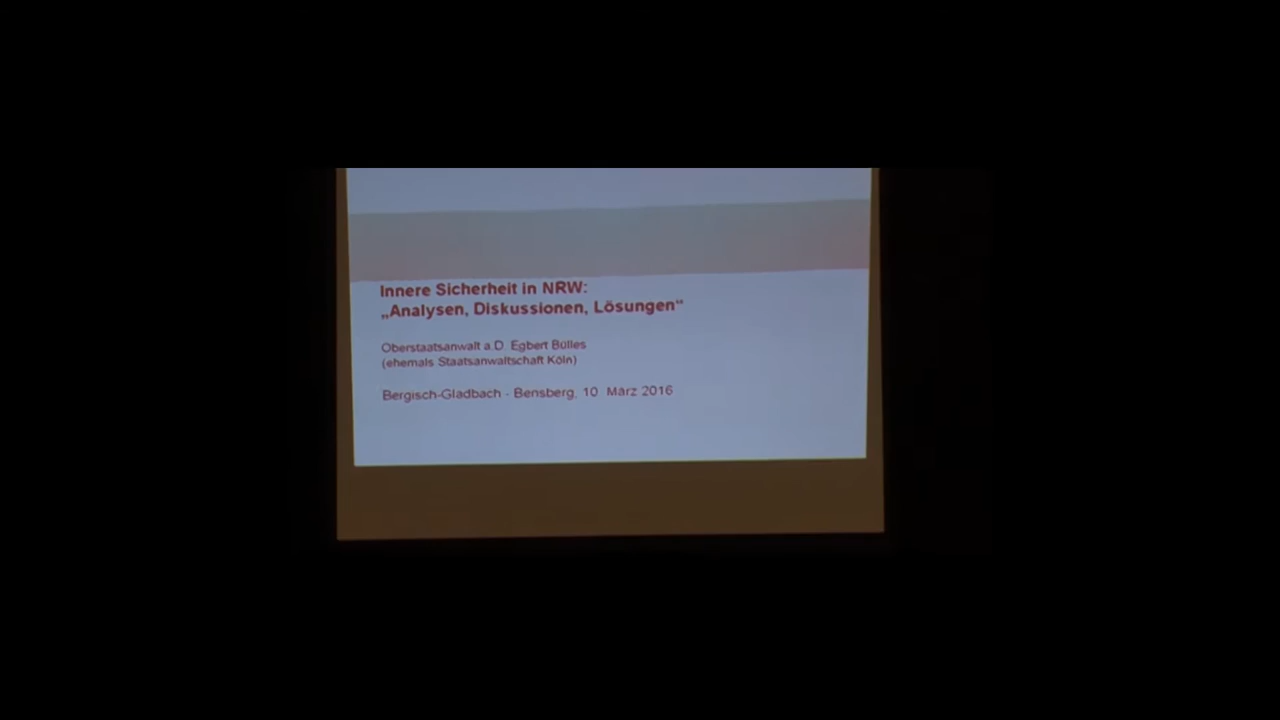 Innere Sicherheit in NRW:
„Analysen, Diskussionen, Lösungen“
Oberstaatsanwalt a.D. Egbert Bülles
(ehemals Staatsanwaltschaft Köln)
Bergisch-Gladbach - Bensberg, 10. März 2016